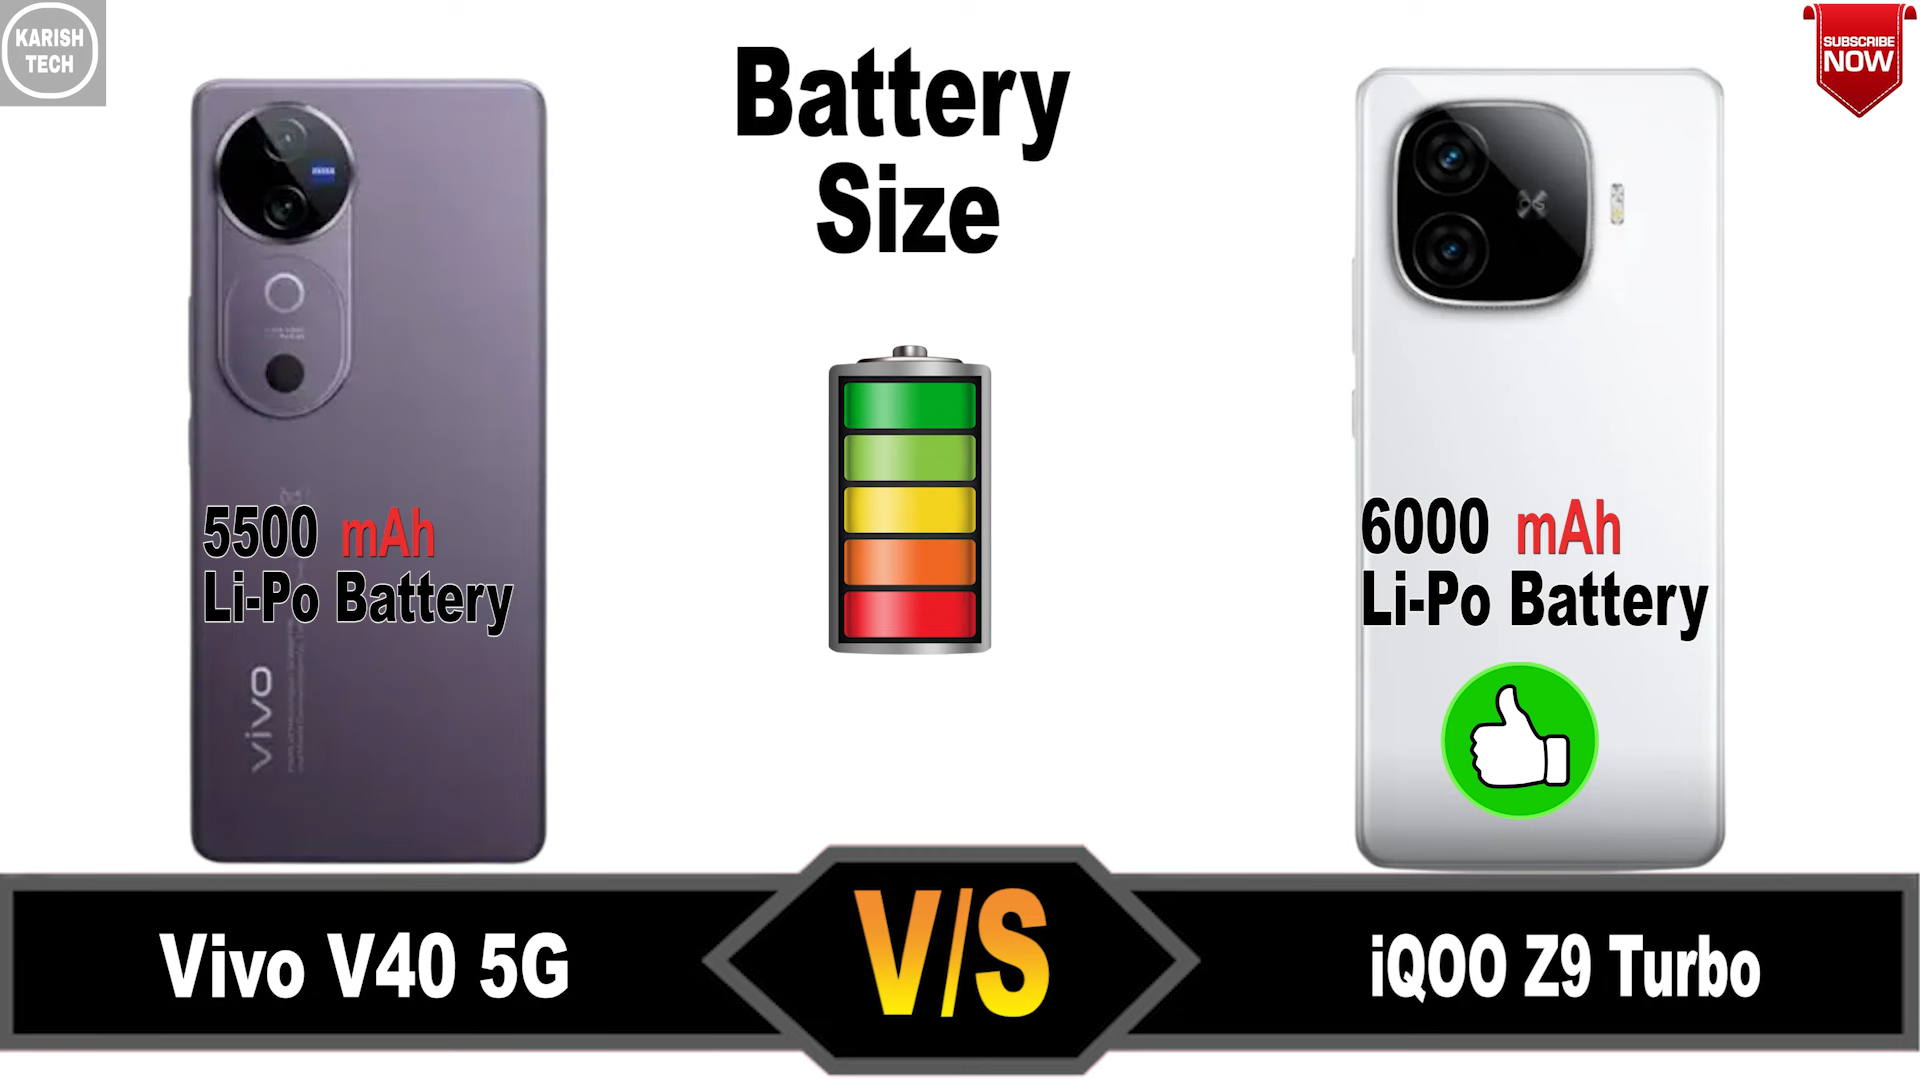 KARISH
TECH
SUBSCRIBE
NOW
Battery
Size
ZEISS
5500 mAh
Li-Po Battery
vivo
6000 mAh
Li-Po Battery
Vivo V40 5G
V/S
iQOO Z9 Turbo